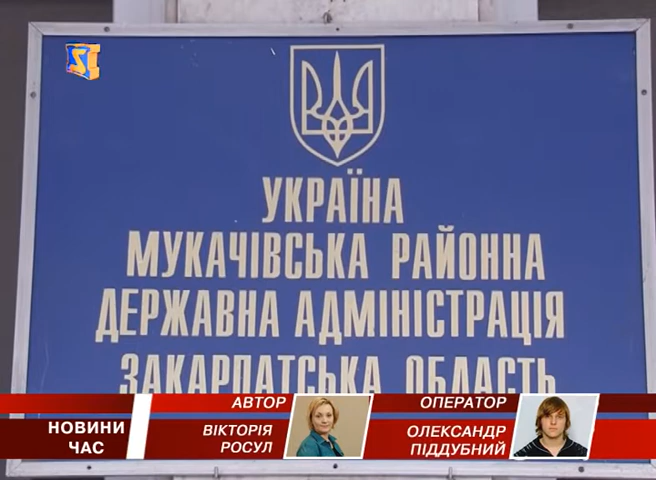 УКРАЇНА
МУКАЧІВСЬКА РАЙОННА
ДЕРЖАВНА АДМІНІСТРАЦІЯ
ЗАКАРПАТСЬКА ОБЛАСТЬ
АВТОР
ОПЕРАТОР
НОВИНИ
ЧАС
ВІКТОРІЯ
РОСУЛ
ОЛЕКСАНДР
ПІДДУБНИЙ